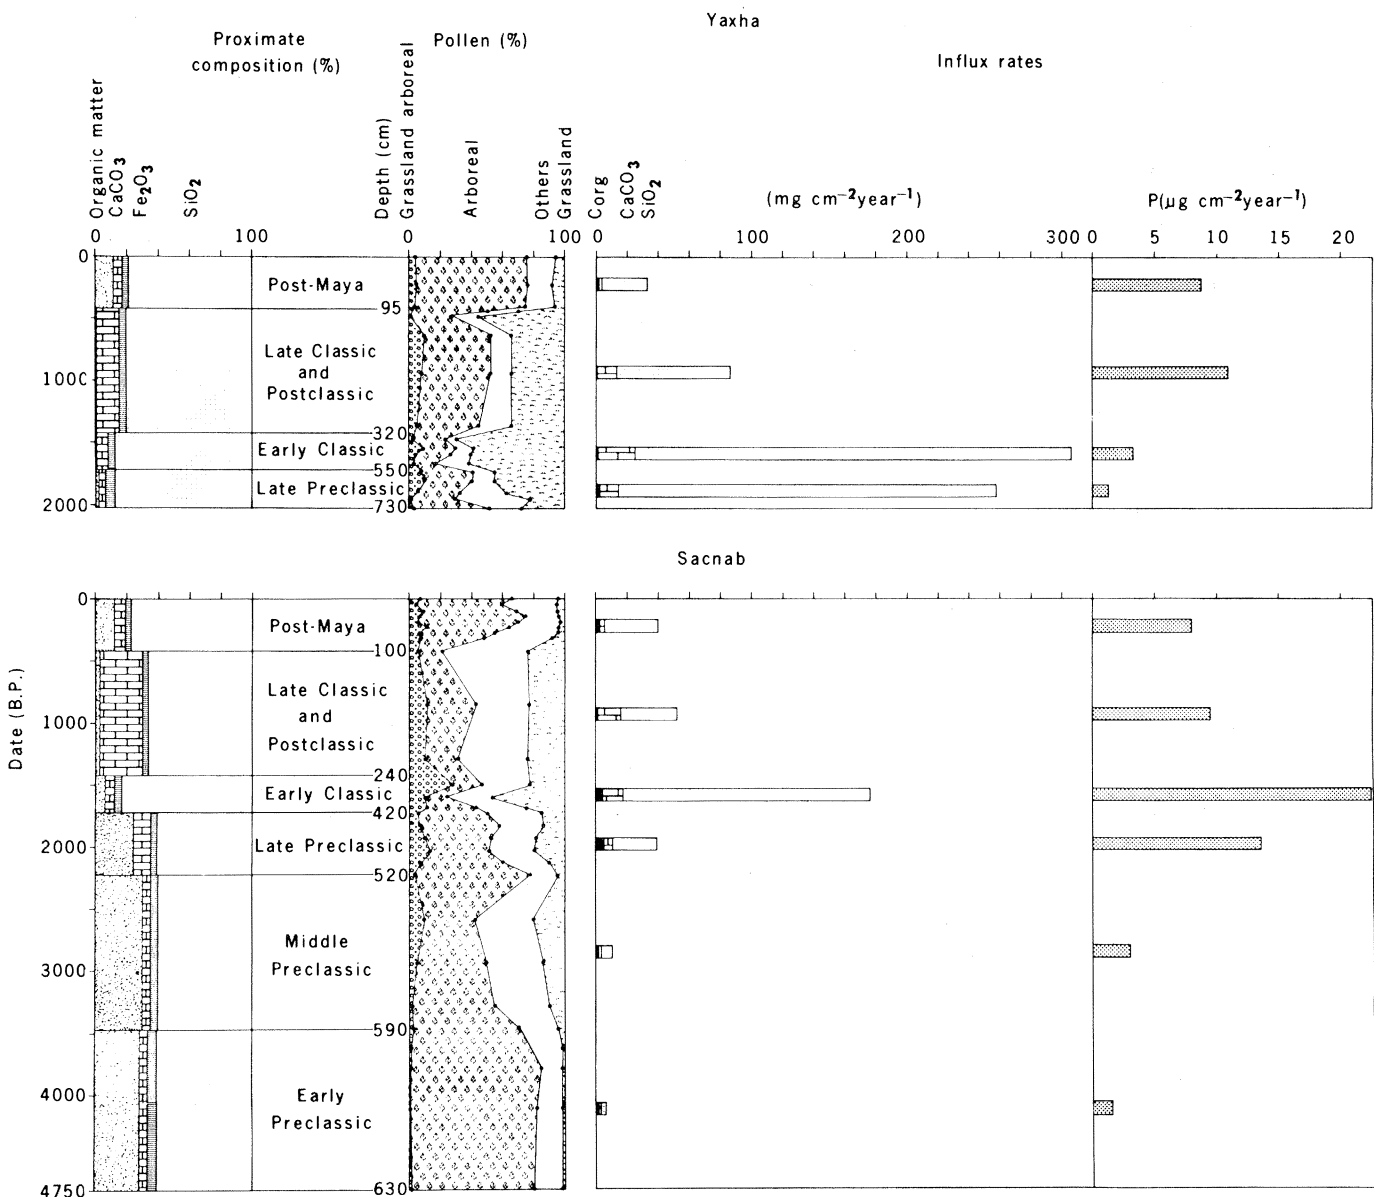 Yaxha
Proximate composition (%)
Pollen (%)
Influx rates
Organic matter
CaCO3
Fe2O3
SiO2
Depth (cm)
Grassland arboreal
Arboreal
Others
Grassland
Corg
CaCO3
SiO2
(mg cm−2year−1)
P(µg cm−2year−1)
0 100
0 100
0 100 200 300
0 5 10 15 20
0
Post-Maya
95
Late Classic
and
Postclassic
1000
320
Early Classic
550
Late Preclassic
2000
730
Sacnab
Date (B.P.)
0
Post-Maya
100
Late Classic
1000
and
Postclassic
240
Early Classic
420
2000
Late Preclassic
520
Middle
Preclassic
3000
590
4000
Early
Preclassic
4750
630